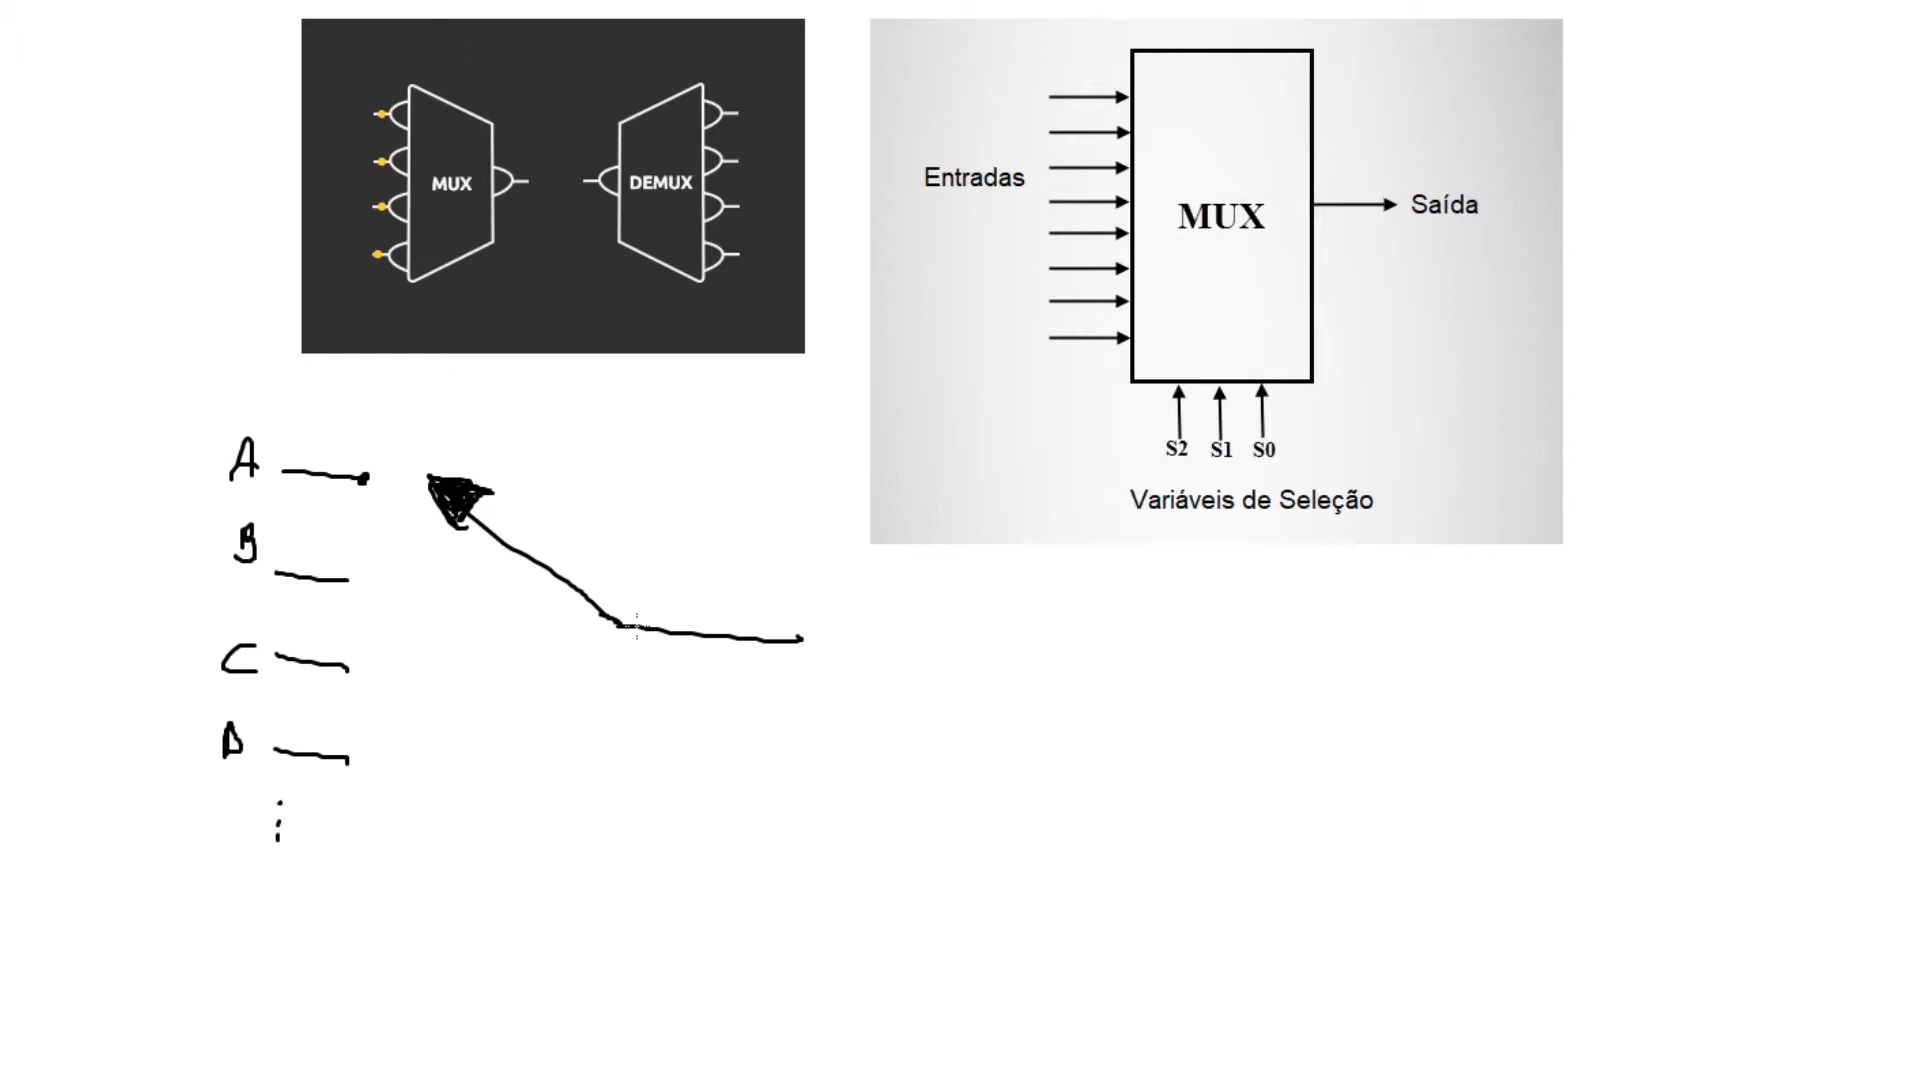 MUX
DEMUX
Entradas
MUX
Saída
S2 S1 S0
Variáveis de Seleção
A
B
C
D